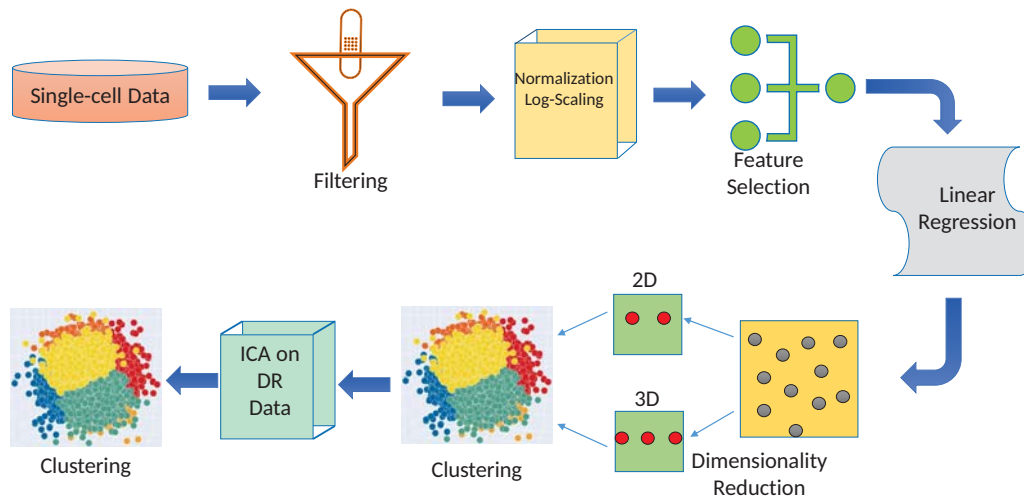 Single-cell Data
Filtering
Normalization
Log-Scaling
Feature
Selection
Linear
Regression
2D
3D
Dimensionality
Reduction
Clustering
ICA on
DR
Data
Clustering